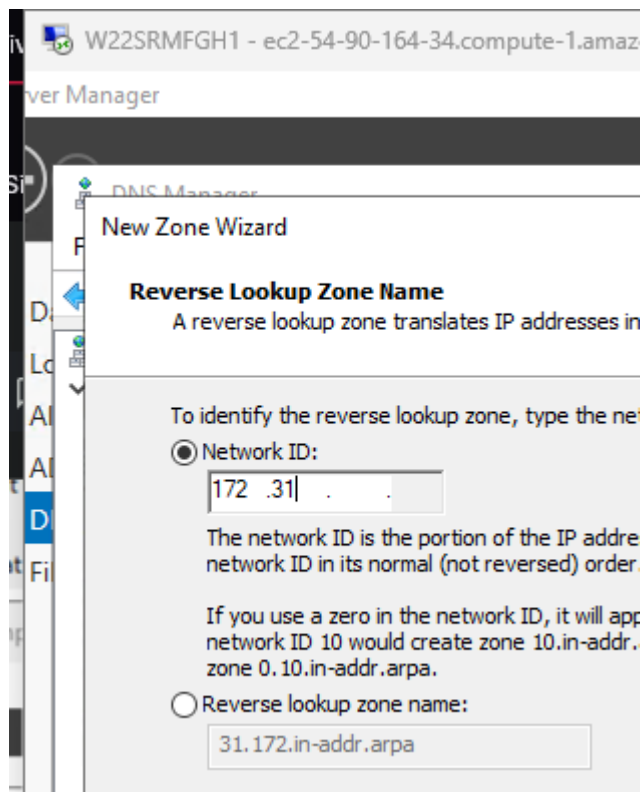 W22SRMFGH1 - ec2-54-90-164-34.compute-1.amaz
ver Manager
DNS Manager
New Zone Wizard
Reverse Lookup Zone Name
A reverse lookup zone translates IP addresses in
To identify the reverse lookup zone, type the net
Network ID:
172 .31 . .
The network ID is the portion of the IP addre
network ID in its normal (not reversed) order.
If you use a zero in the network ID, it will app
network ID 10 would create zone 10.in-addr.
zone 0.10.in-addr.arpa.
Reverse lookup zone name:
31.172.in-addr.arpa